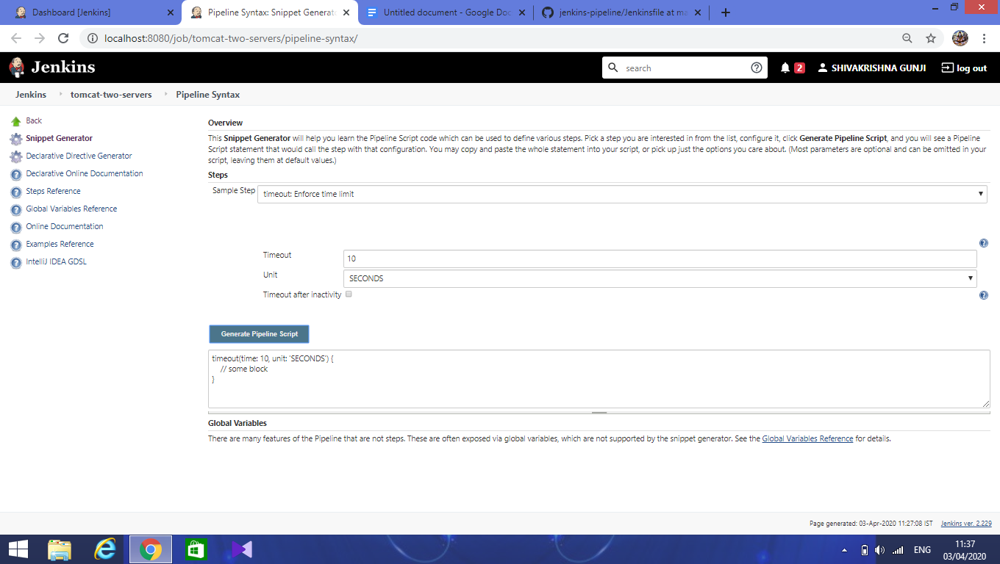 Dashboard [Jenkins]
Pipeline Syntax: Snippet Generato
Untitled document - Google Doc
jenkins-pipeline/Jenkinsfile at ma
localhost:8080/job/tomcat-two-servers/pipeline-syntax/
Jenkins
search
2
SHIVAKRISHNA GUNJI
log out
Jenkins
tomcat-two-servers
Pipeline Syntax
Back
Snippet Generator
Declarative Directive Generator
Declarative Online Documentation
Steps Reference
Global Variables Reference
Online Documentation
Examples Reference
IntelliJ IDEA GDSL
Overview
This Snippet Generator will help you learn the Pipeline Script code which can be used to define various steps. Pick a step you are interested in from the list, configure it, click Generate Pipeline Script, and you will see a Pipeline
Script statement that would call the step with that configuration. You may copy and paste the whole statement into your script, or pick up just the options you care about. (Most parameters are optional and can be omitted in your
script, leaving them at default values.)
Steps
Sample Step
timeout: Enforce time limit
Timeout
10
Unit
SECONDS
Timeout after inactivity
Generate Pipeline Script
timeout(time: 10, unit: 'SECONDS') {
// some block
}
Global Variables
There are many features of the Pipeline that are not steps. These are often exposed via global variables, which are not supported by the snippet generator. See the Global Variables Reference for details.
Page generated: 03-Apr-2020 11:27:08 IST
Jenkins ver. 2.229
ENG
11:37
03/04/2020